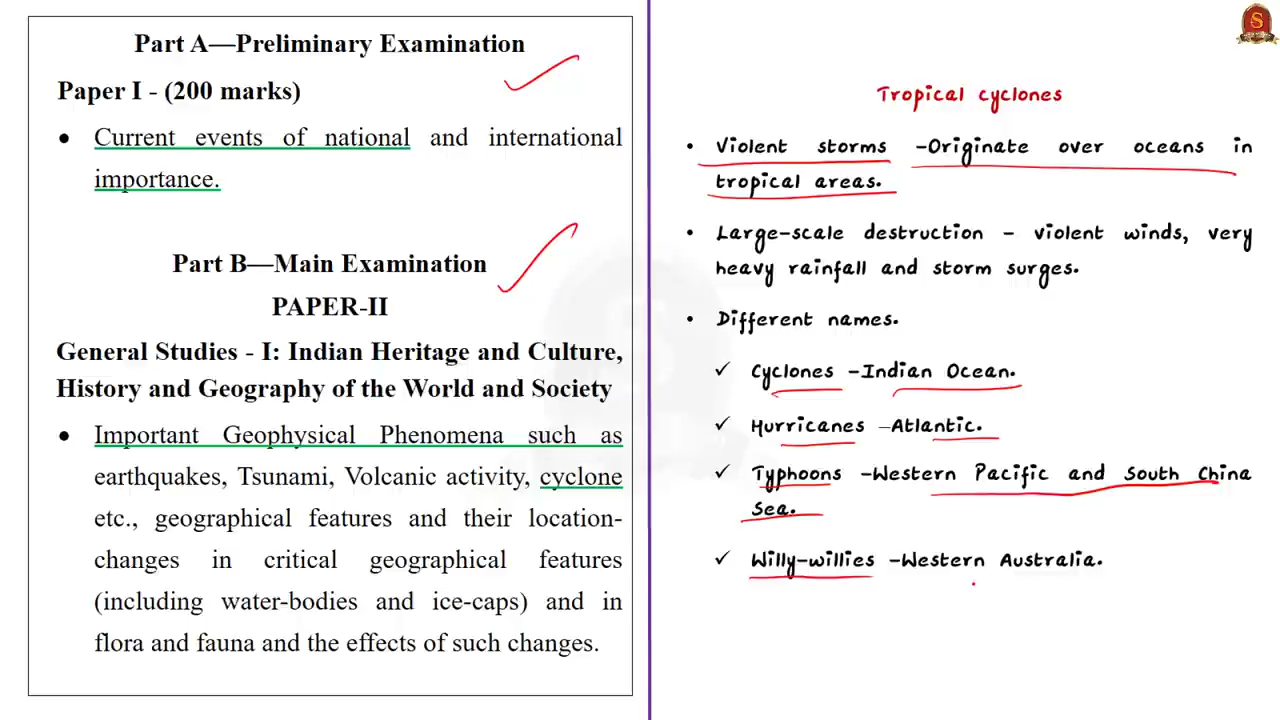 Part A—Preliminary Examination
Paper I - (200 marks)
● Current events of national and international
importance.
Part B—Main Examination
PAPER-II
General Studies - I: Indian Heritage and Culture,
History and Geography of the World and Society
● Important Geophysical Phenomena such as
earthquakes, Tsunami, Volcanic activity, cyclone
etc., geographical features and their location-
changes in critical geographical features
(including water-bodies and ice-caps) and in
flora and fauna and the effects of such changes.
Tropical cyclones
• Violent storms -Originate over oceans in
tropical areas.
• Large-scale destruction - violent winds, very
heavy rainfall and storm surges.
• Different names.
✓ Cyclones -Indian Ocean.
✓ Hurricanes -Atlantic.
✓ Typhoons -Western Pacific and South China
Sea.
✓ Willy-willies -Western Australia.